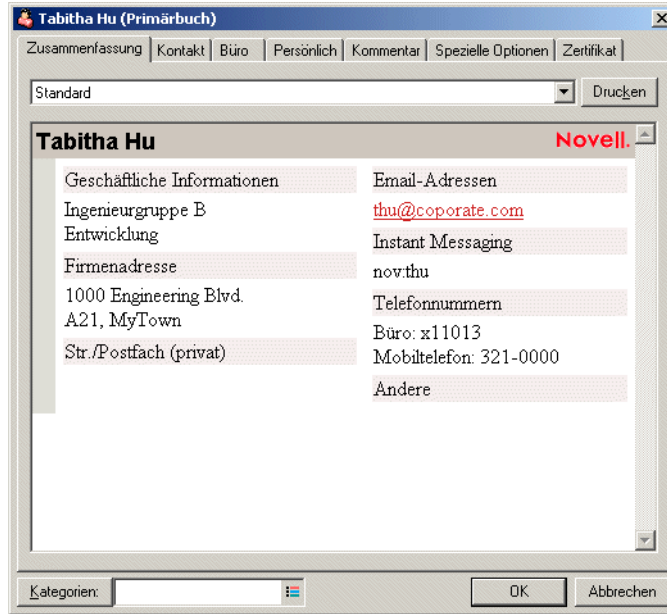 Tabitha Hu (Primärbuch)
Zusammenfassung Kontakt Büro Persönlich Kommentar Spezielle Optionen Zertifikat
Standard Drucken
Tabitha Hu Novell.
Geschäftliche Informationen
Ingenieurgruppe B
Entwicklung
Firmenadresse
1000 Engineering Blvd.
A21, MyTown
Str./Postfach (privat)
Email-Adressen
thu@coporate.com
Instant Messaging
nov:thu
Telefonnummern
Büro: x11013
Mobiltelefon: 321-0000
Andere
Kategorien: OK Abbrechen